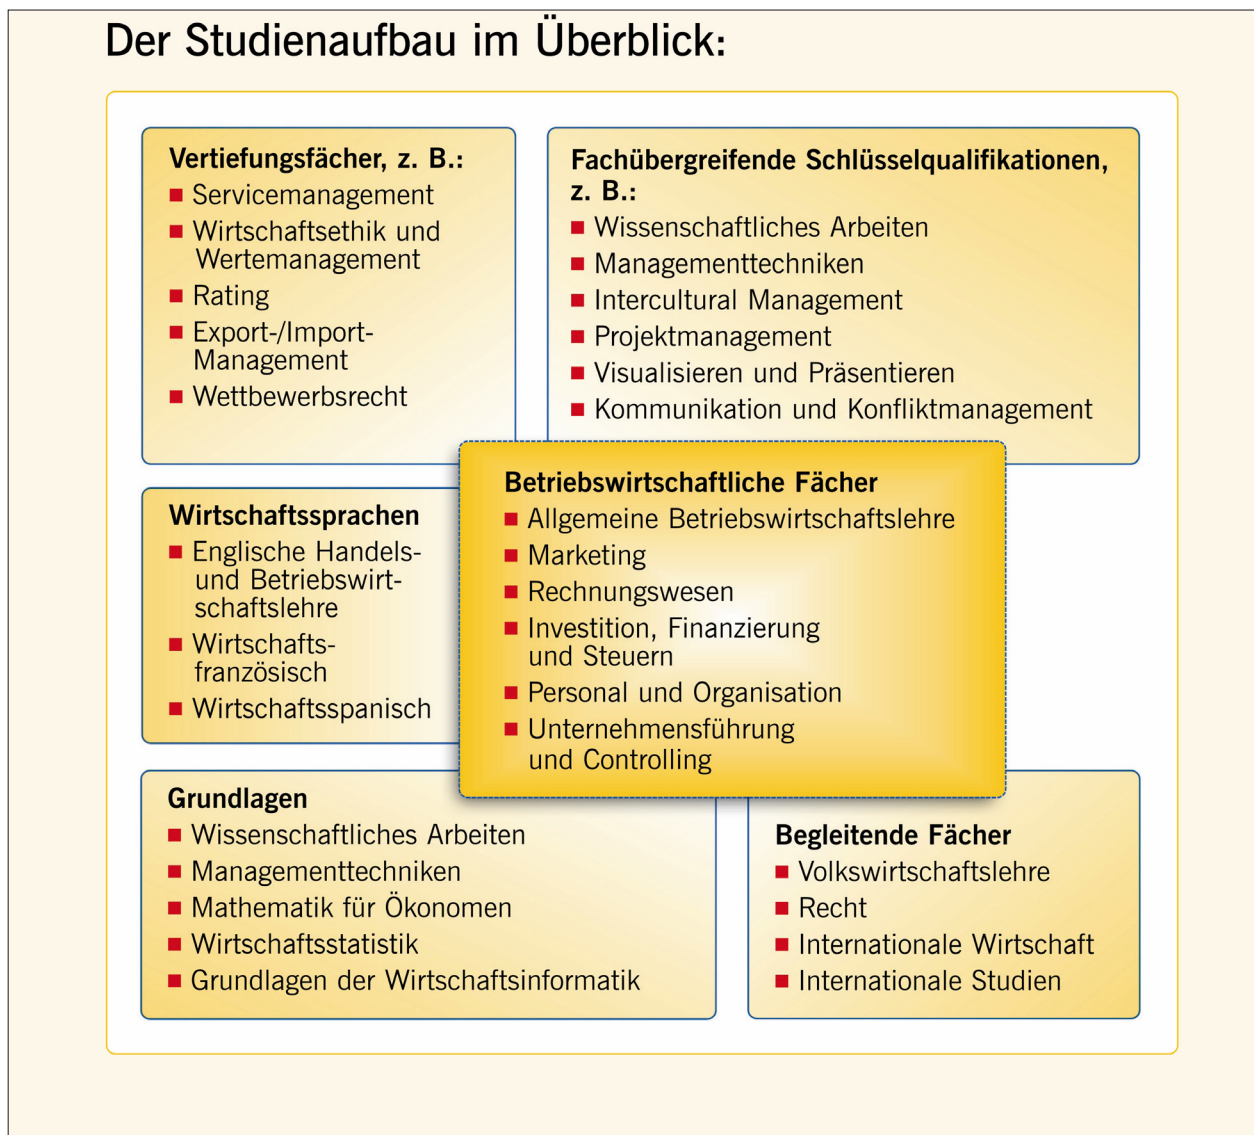 Der Studienaufbau im Überblick:
Vertiefungsfächer, z. B.:
■ Servicemanagement
■ Wirtschaftsethik und
Wertemanagement
■ Rating
■ Export-/Import-
Management
■ Wettbewerbsrecht
Fachübergreifende Schlüsselqualifikationen,
z. B.:
■ Wissenschaftliches Arbeiten
■ Managementtechniken
■ Intercultural Management
■ Projektmanagement
■ Visualisieren und Präsentieren
■ Kommunikation und Konfliktmanagement
Wirtschaftssprachen
■ Englische Handels-
und Betriebswirt-
schaftslehre
■ Wirtschafts-
französisch
■ Wirtschaftsspanisch
Betriebswirtschaftliche Fächer
■ Allgemeine Betriebswirtschaftslehre
■ Marketing
■ Rechnungswesen
■ Investition, Finanzierung
und Steuern
■ Personal und Organisation
■ Unternehmensführung
und Controlling
Grundlagen
■ Wissenschaftliches Arbeiten
■ Managementtechniken
■ Mathematik für Ökonomen
■ Wirtschaftsstatistik
■ Grundlagen der Wirtschaftsinformatik
Begleitende Fächer
■ Volkswirtschaftslehre
■ Recht
■ Internationale Wirtschaft
■ Internationale Studien